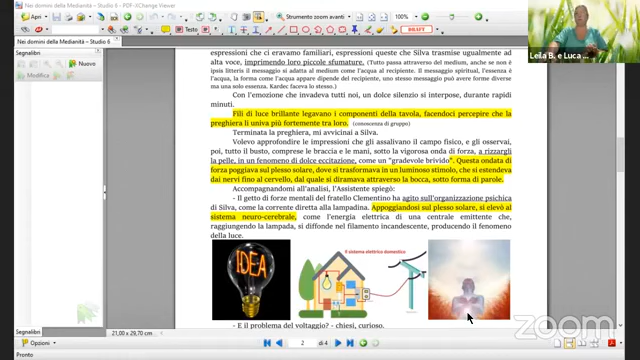 Nei domini della Medianità – Studio 6 - PDF-XChange Viewer
Strumento zoom avanti
100%
DRAFT
Nei domini della Medianità – Studio 6
Segnalibri
Nuovo
Modifica
espressioni che ci eravamo familiari, espressioni queste che Silva trasmise ugualmente ad
alta voce, imprimendo loro piccole sfumature. (Tutto passa attraverso del medium, anche se non è
ipsis litteris il messaggio si adatta al medium come l'acqua al recipiente. Il messaggio spirituale, l'essenza è
l'acqua, la forma come l'acqua appare dipende del recipiente, uno stesso messaggio può avere forme diverse
ma una sola essenza. Kardec faceva lo stesso.)
Con l'emozione che invadeva tutti noi, un dolce silenzio si interpose, durante rapidi
minuti.
Fili di luce brillante legavano i componenti della tavola, facendoci percepire che la
preghiera li univa più fortemente tra loro. (conoscenza di gruppo)
Terminata la preghiera, mi avvicinai a Silva.
Volevo approfondire le impressioni che gli assalivano il campo fisico, e gli osservai,
poi, tutto il busto, comprese le braccia e le mani, sotto la vigorosa onda di forza, a rizzargli
la pelle, in un fenomeno di dolce eccitazione, come un "gradevole brivido". Questa ondata di
forza poggiava sul plesso solare, dove si trasformava in un luminoso stimolo, che si estendeva
dai nervi fino al cervello, dal quale si diramava attraverso la bocca, sotto forma di parole.
Accompagnandomi all'analisi, l'Assistente spiegò:
- Il getto di forze mentali del fratello Clementino ha agito sull'organizzazione psichica
di Silva, come la corrente diretta alla lampadina. Appoggiandosi sul plesso solare, si elevò al
sistema neuro-cerebrale, come l'energia elettrica di una centrale emittente che,
raggiungendo la lampada, si diffonde nel filamento incandescente, producendo il fenomeno
della luce.
IDEA
Il sistema elettrico domestico
- E il problema del voltaggio? - chiesi, curioso.
Segnalibri
21,00 x 29,70 cm
2
di 4
Pronto
Leila B. e Luca ...
zoom